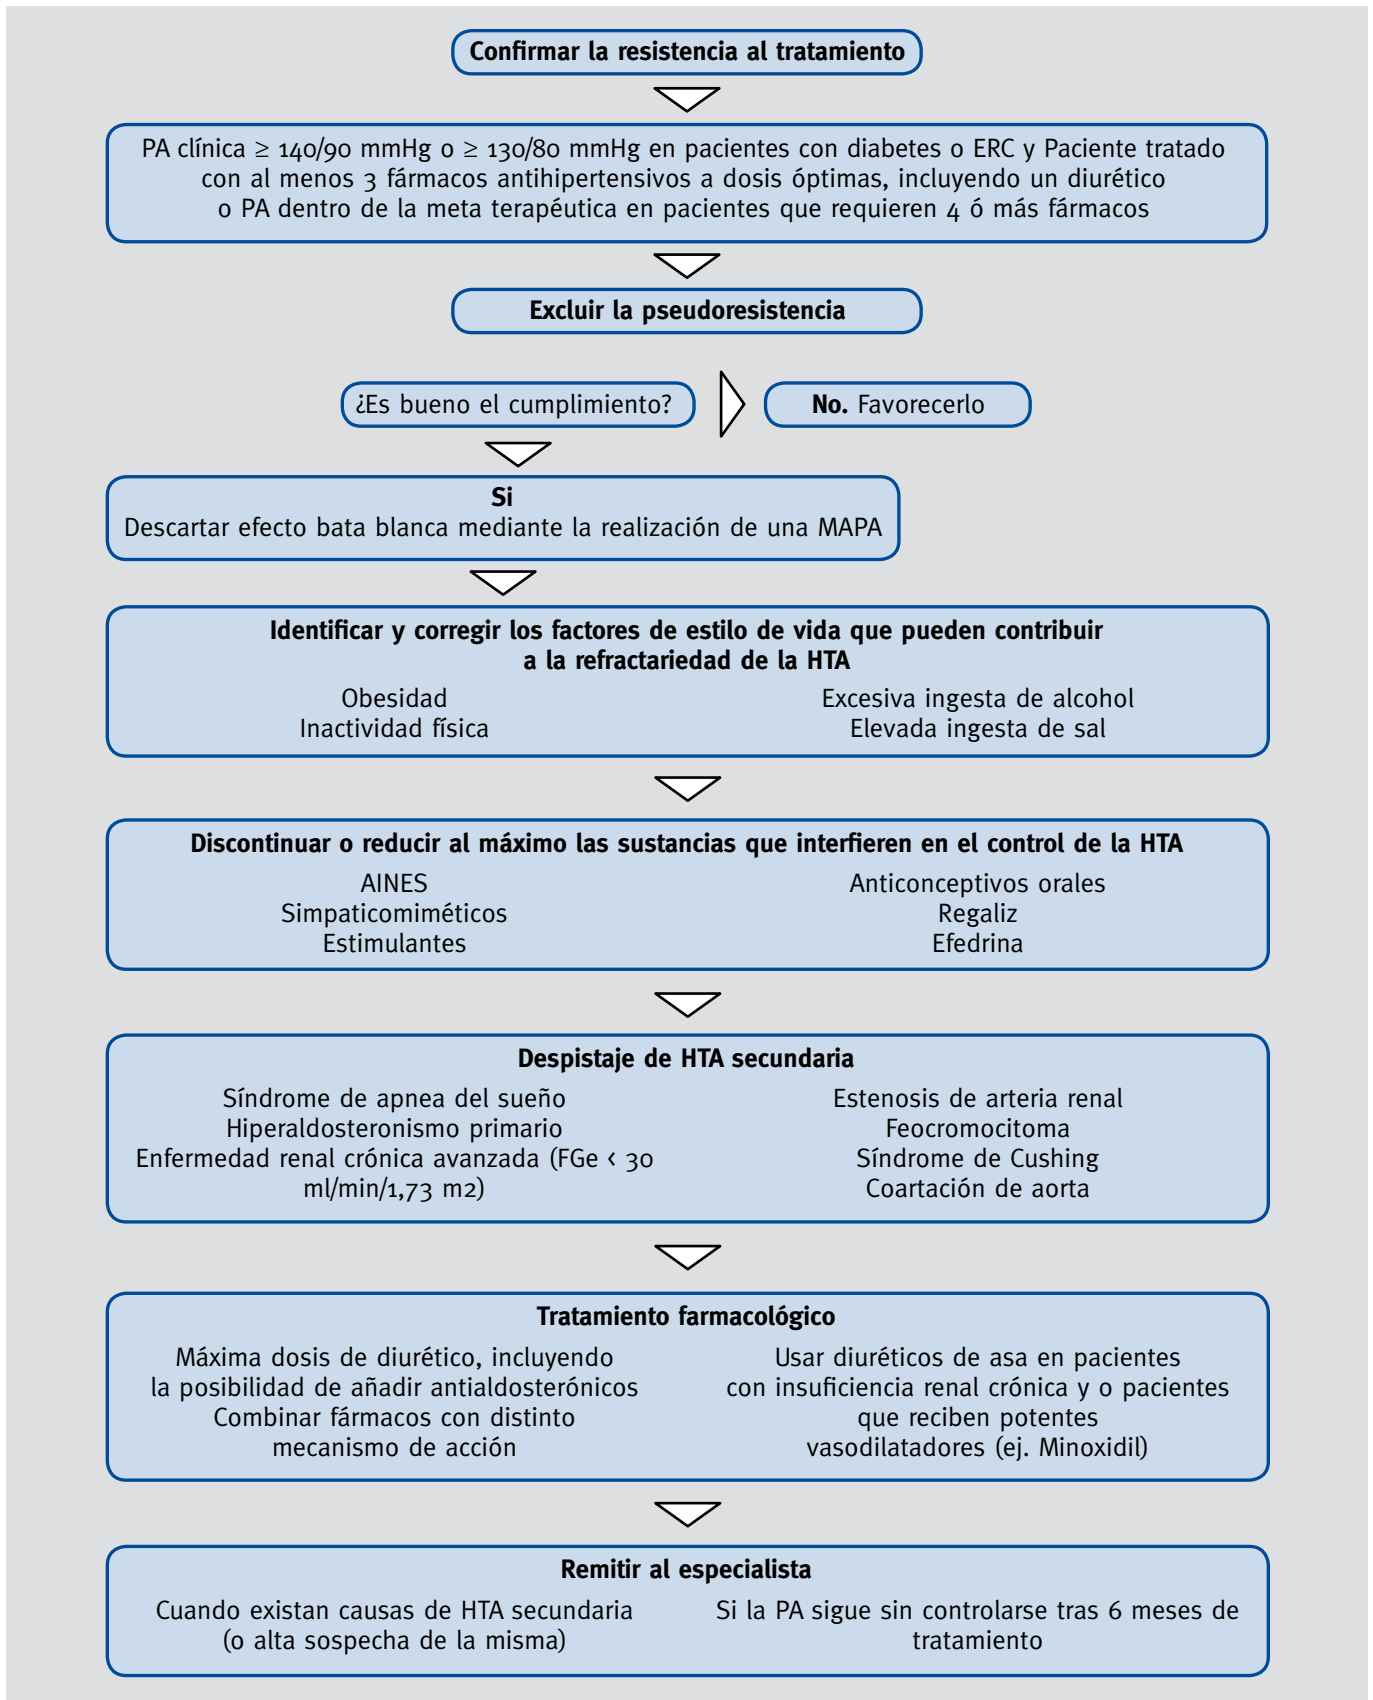 Confirmar la resistencia al tratamiento
PA clínica ≥ 140/90 mmHg o ≥ 130/80 mmHg en pacientes con diabetes o ERC y Paciente tratado
con al menos 3 fármacos antihipertensivos a dosis óptimas, incluyendo un diurético
o PA dentro de la meta terapéutica en pacientes que requieren 4 ó más fármacos
Excluir la pseudoresistencia
¿Es bueno el cumplimiento?
No. Favorecerlo
Si
Descartar efecto bata blanca mediante la realización de una MAPA
Identificar y corregir los factores de estilo de vida que pueden contribuir
a la refractariedad de la HTA
Obesidad
Inactividad física
Excesiva ingesta de alcohol
Elevada ingesta de sal
Discontinuar o reducir al máximo las sustancias que interfieren en el control de la HTA
AINES
Simpaticomiméticos
Estimulantes
Anticonceptivos orales
Regaliz
Efedrina
Despistaje de HTA secundaria
Síndrome de apnea del sueño
Hiperaldosteronismo primario
Enfermedad renal crónica avanzada (FGe < 30
ml/min/1,73 m2)
Estenosis de arteria renal
Feocromocitoma
Síndrome de Cushing
Coartación de aorta
Tratamiento farmacológico
Máxima dosis de diurético, incluyendo
la posibilidad de añadir antialdosterónicos
Combinar fármacos con distinto
mecanismo de acción
Usar diuréticos de asa en pacientes
con insuficiencia renal crónica y o pacientes
que reciben potentes
vasodilatadores (ej. Minoxidil)
Remitir al especialista
Cuando existan causas de HTA secundaria
(o alta sospecha de la misma)
Si la PA sigue sin controlarse tras 6 meses de
tratamiento